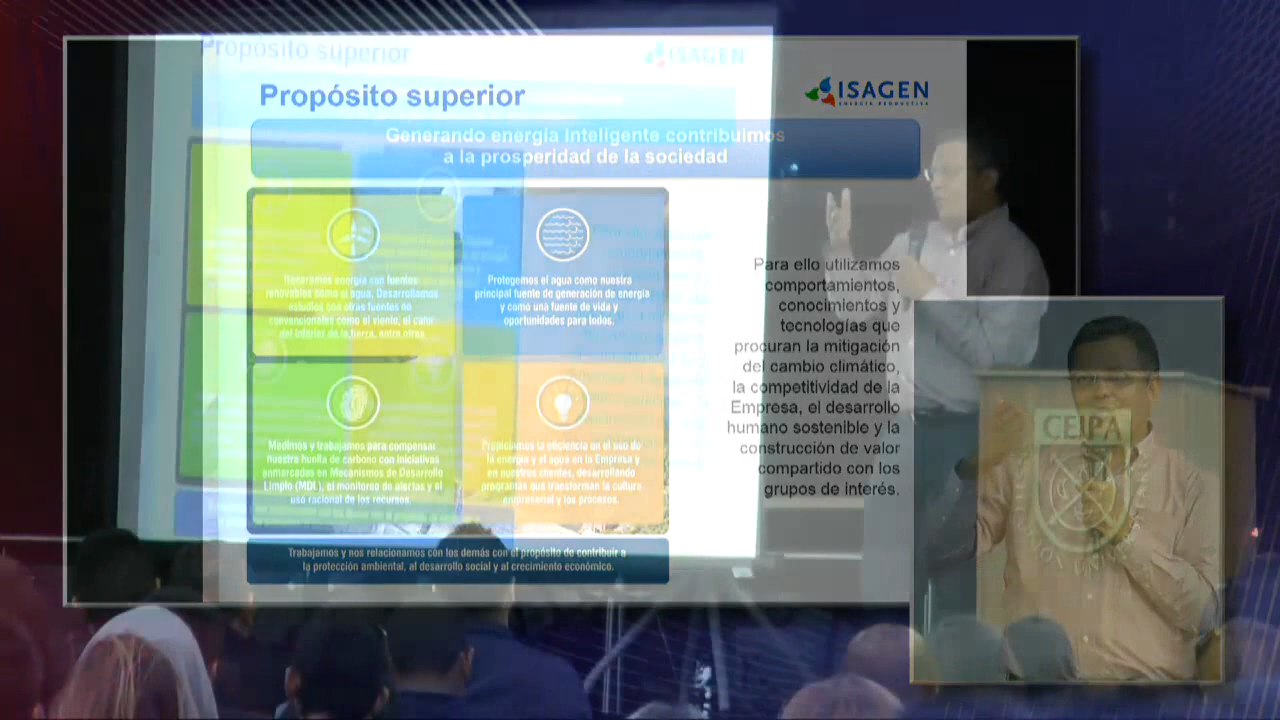 Propósito superior
ISAGEN
Propósito superior
ISAGEN
ENERGÍA PRODUCTIVA
Generando energía inteligente contribuimos
a la prosperidad de la sociedad
Generamos energía con fuentes
renovables como el agua. Desarrollamos
estudios con otras fuentes no
convencionales como el viento, el calor
del interior de la tierra, entre otras.
Protegemos el agua como nuestra
principal fuente de generación de energía
y como una fuente de vida y
oportunidades para todos.
Medimos y trabajamos para compensar
nuestra huella de carbono con iniciativas
enmarcadas en Mecanismos de Desarrollo
Limpio (MDL), el monitoreo de alertas y el
uso racional de los recursos.
Propiciamos la eficiencia en el uso de
la energía y el agua en la Empresa y
en nuestros clientes, desarrollando
programas que transforman la cultura
empresarial y los procesos.
Para ello utilizamos
comportamientos,
conocimientos y
tecnologías que
procuran la mitigación
del cambio climático,
la competitividad de la
Empresa, el desarrollo
humano sostenible y la
construcción de valor
compartido con los
grupos de interés.
Trabajamos y nos relacionamos con los demás con el propósito de contribuir a
la protección ambiental, al desarrollo social y al crecimiento económico.
CEIPA